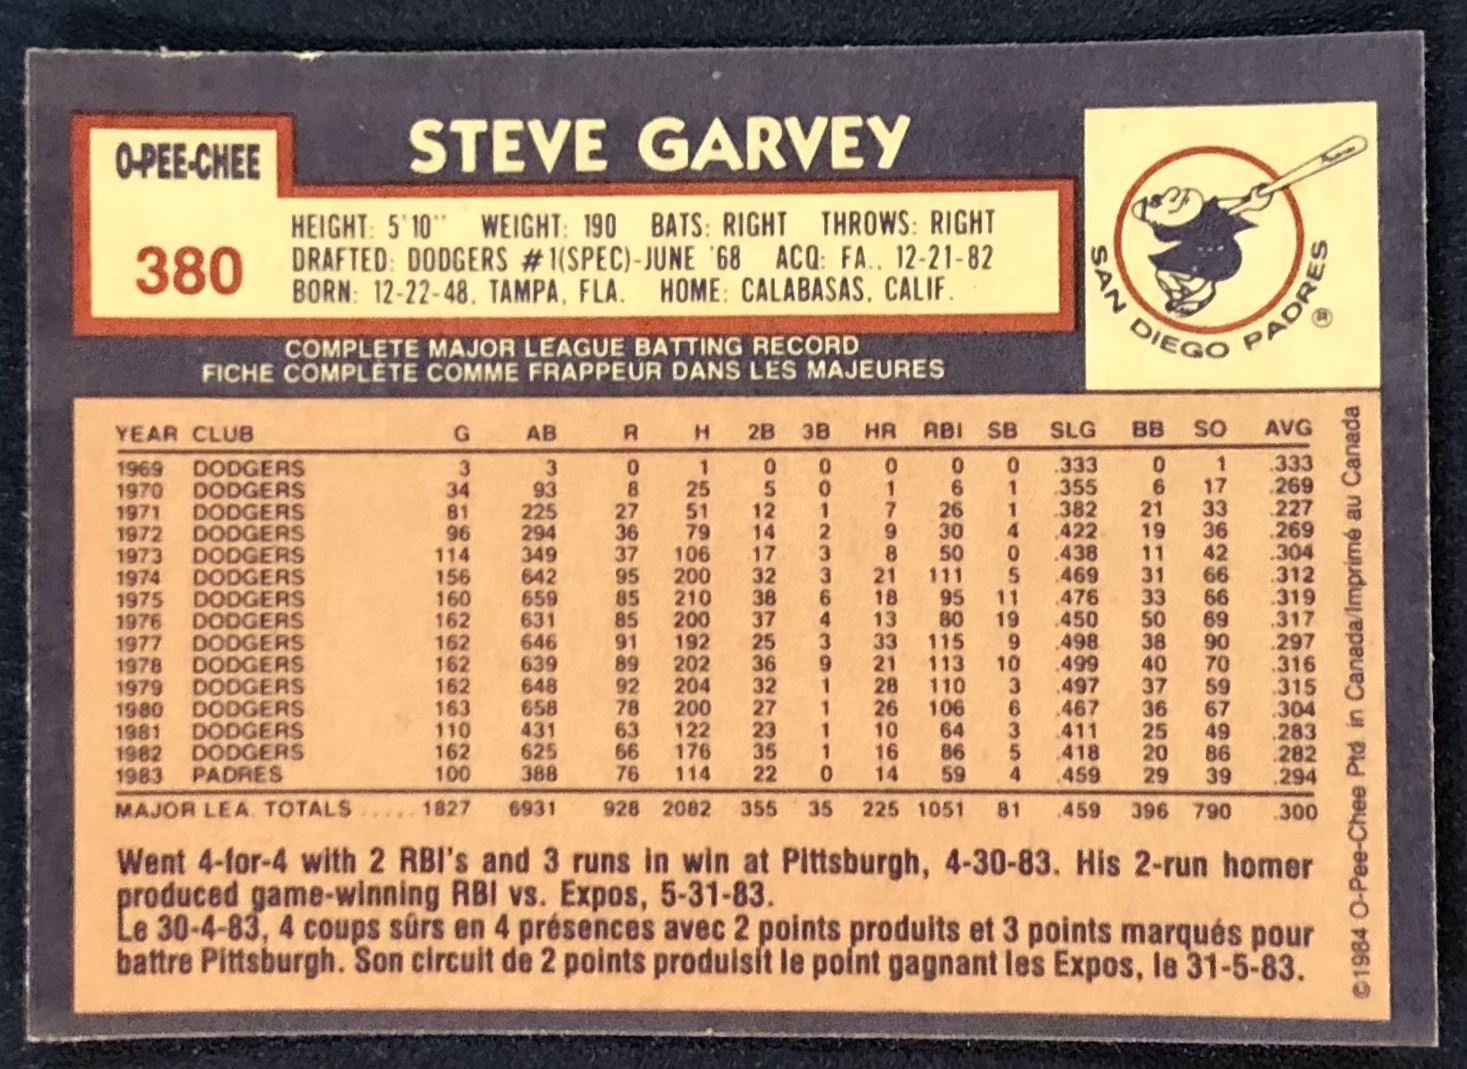 O-PEE-CHEE
380
STEVE GARVEY
HEIGHT: 5'10" WEIGHT: 190 BATS: RIGHT THROWS: RIGHT
DRAFTED: DODGERS #1(SPEC)-JUNE '68 ACQ: FA.. 12-21-82
BORN: 12-22-48, TAMPA, FLA. HOME: CALABASAS, CALIF.
Padres
SAN DIEGO PADRES ®
COMPLETE MAJOR LEAGUE BATTING RECORD
FICHE COMPLÈTE COMME FRAPPEUR DANS LES MAJEURES
YEAR CLUB G AB R H 2B 3B HR RBI SB SLG BB SO AVG
1969 DODGERS 3 3 0 1 0 0 0 0 0 .333 0 1 .333
1970 DODGERS 34 93 8 25 5 0 1 6 1 .355 6 17 .269
1971 DODGERS 81 225 27 51 12 1 7 26 1 .382 21 33 .227
1972 DODGERS 96 294 36 79 14 2 9 30 4 .422 19 36 .269
1973 DODGERS 114 349 37 106 17 3 8 50 0 .438 11 42 .304
1974 DODGERS 156 642 95 200 32 3 21 111 5 .469 31 66 .312
1975 DODGERS 160 659 85 210 38 6 18 95 11 .476 33 66 .319
1976 DODGERS 162 631 85 200 37 4 13 80 19 .450 50 69 .317
1977 DODGERS 162 646 91 192 25 3 33 115 9 .498 38 90 .297
1978 DODGERS 162 639 89 202 36 9 21 113 10 .499 40 70 .316
1979 DODGERS 162 648 92 204 32 1 28 110 3 .497 37 59 .315
1980 DODGERS 163 658 78 200 27 1 26 106 6 .467 36 67 .304
1981 DODGERS 110 431 63 122 23 1 10 64 3 .411 25 49 .283
1982 DODGERS 162 625 66 176 35 1 16 86 5 .418 20 86 .282
1983 PADRES 100 388 76 114 22 0 14 59 4 .459 29 39 .294
MAJOR LEA. TOTALS ..... 1827 6931 928 2082 355 35 225 1051 81 .459 396 790 .300
Went 4-for-4 with 2 RBI's and 3 runs in win at Pittsburgh, 4-30-83. His 2-run homer
produced game-winning RBI vs. Expos, 5-31-83.
Le 30-4-83, 4 coups sûrs en 4 présences avec 2 points produits et 3 points marqués pour
battre Pittsburgh. Son circuit de 2 points produisit le point gagnant les Expos, le 31-5-83.
©1984 O-Pee-Chee Ptd. in Canada/Imprimé au Canada